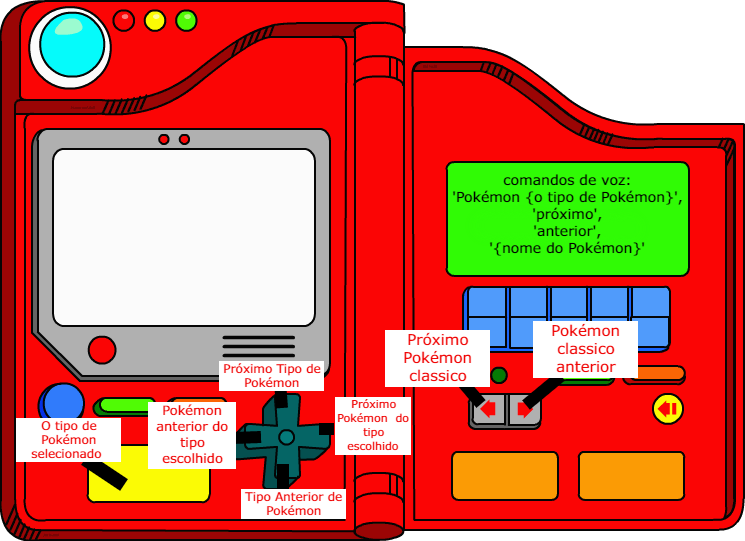 comandos de voz:
'Pokémon {o tipo de Pokémon}',
'próximo',
'anterior',
'{nome do Pokémon}'
Próximo
Pokémon
classico
Pokémon
classico
anterior
Próximo Tipo de
Pokémon
Pokémon
anterior do
tipo
escolhido
Próximo
Pokémon do
tipo
escolhido
O tipo de
Pokémon
selecionado
Tipo Anterior de
Pokémon